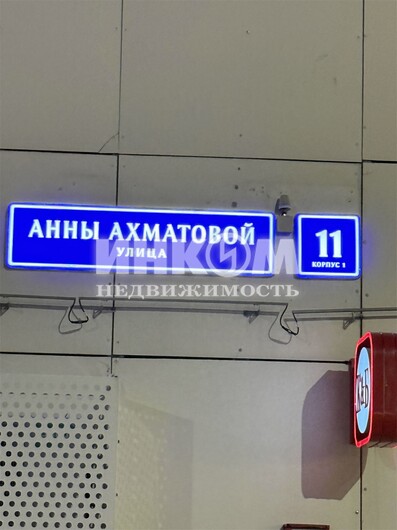 АННЫ АХМАТОВОЙ
УЛИЦА
11
КОРПУС 1
ИНКОМ
НЕДВИЖИМОСТЬ
К&Б